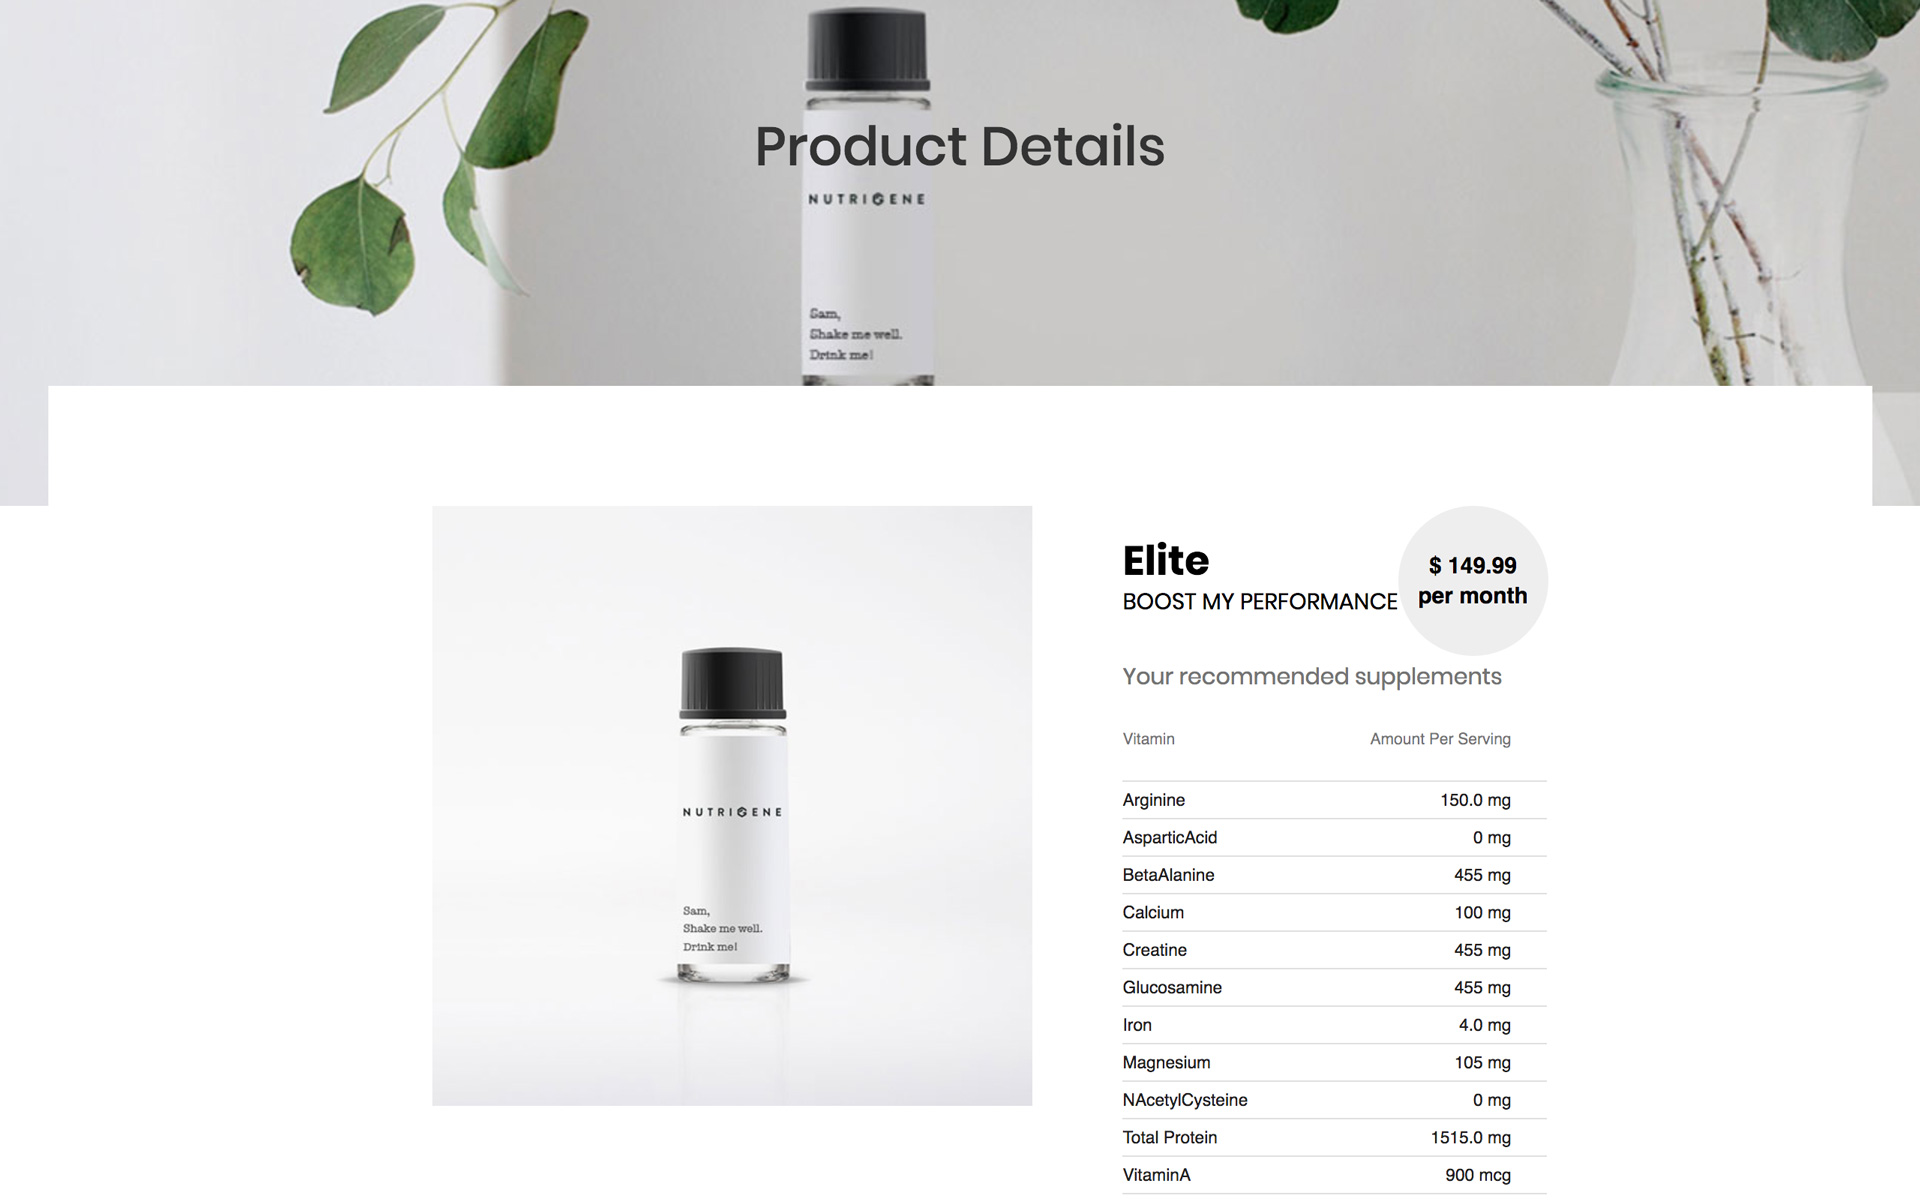 Product Details
NUTRIGENE
Sam,
Shake me well.
Drink me!
NUTRIGENE
Sam,
Shake me well.
Drink me!
Elite
BOOST MY PERFORMANCE
$ 149.99
per month
Your recommended supplements
Vitamin Amount Per Serving
Arginine 150.0 mg
AsparticAcid 0 mg
BetaAlanine 455 mg
Calcium 100 mg
Creatine 455 mg
Glucosamine 455 mg
Iron 4.0 mg
Magnesium 105 mg
NAcetylCysteine 0 mg
Total Protein 1515.0 mg
VitaminA 900 mcg